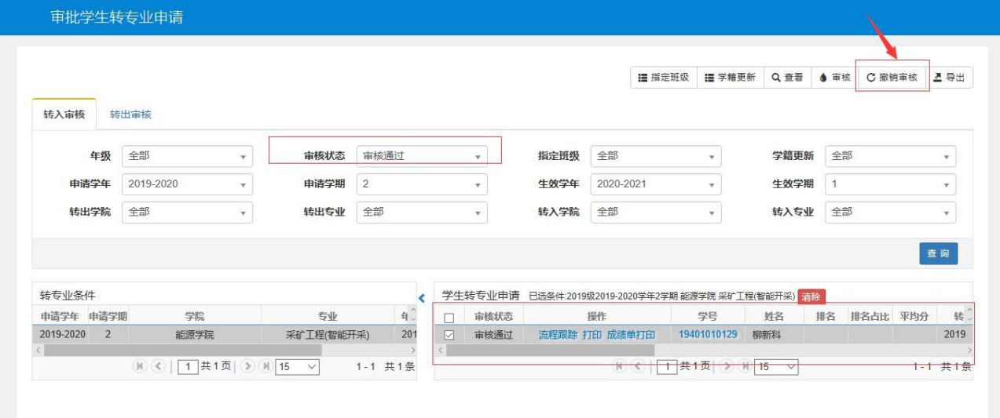 审批学生转专业申请
指定班级 学籍更新 查看 审核 撤销审核 导出
转入审核 转出审核
年级 全部 审核状态 审核通过 指定班级 全部 学籍更新 全部
申请学年 2019-2020 申请学期 2 生效学年 2020-2021 生效学期 1
转出学院 全部 转出专业 全部 转入学院 全部 转入专业 全部
查 询
转专业条件 学生转专业申请 已选条件:2019级2019-2020学年2学期 能源学院 采矿工程(智能开采) 清除
申请学年 申请学期 学院 专业 年 审核状态 操作 学号 姓名 排名 排名占比 平均分 转
2019-2020 2 能源学院 采矿工程(智能开采) 201 审核通过 流程跟踪 打印 成绩单打印 19401010129 柳新科 2019
1 共1页 15 1-1 共1条 1 共1页 15 1-1 共1条